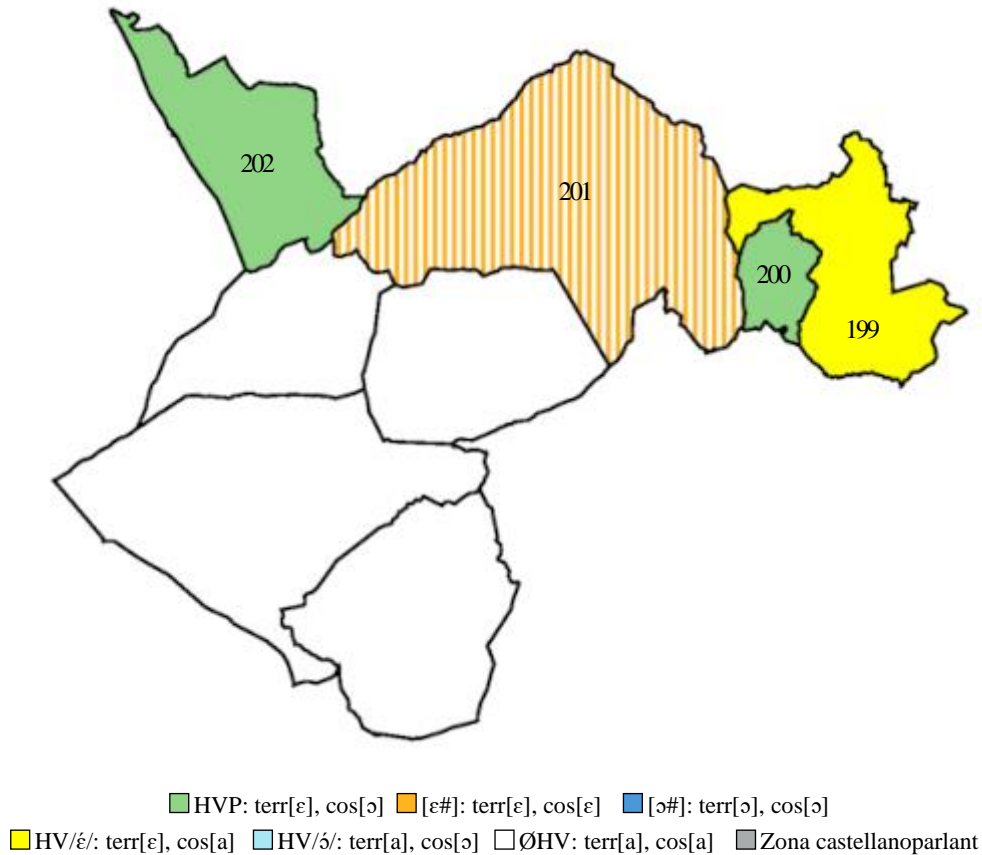 202
201
200
199
HVP: terr[ɛ], cos[ɔ] [ɛ#]: terr[ɛ], cos[ɛ] [ɔ#]: terr[ɔ], cos[ɔ]
HV/ɛ́/: terr[ɛ], cos[a] HV/ɔ́/: terr[a], cos[ɔ] ØHV: terr[a], cos[a] Zona castellanoparlant